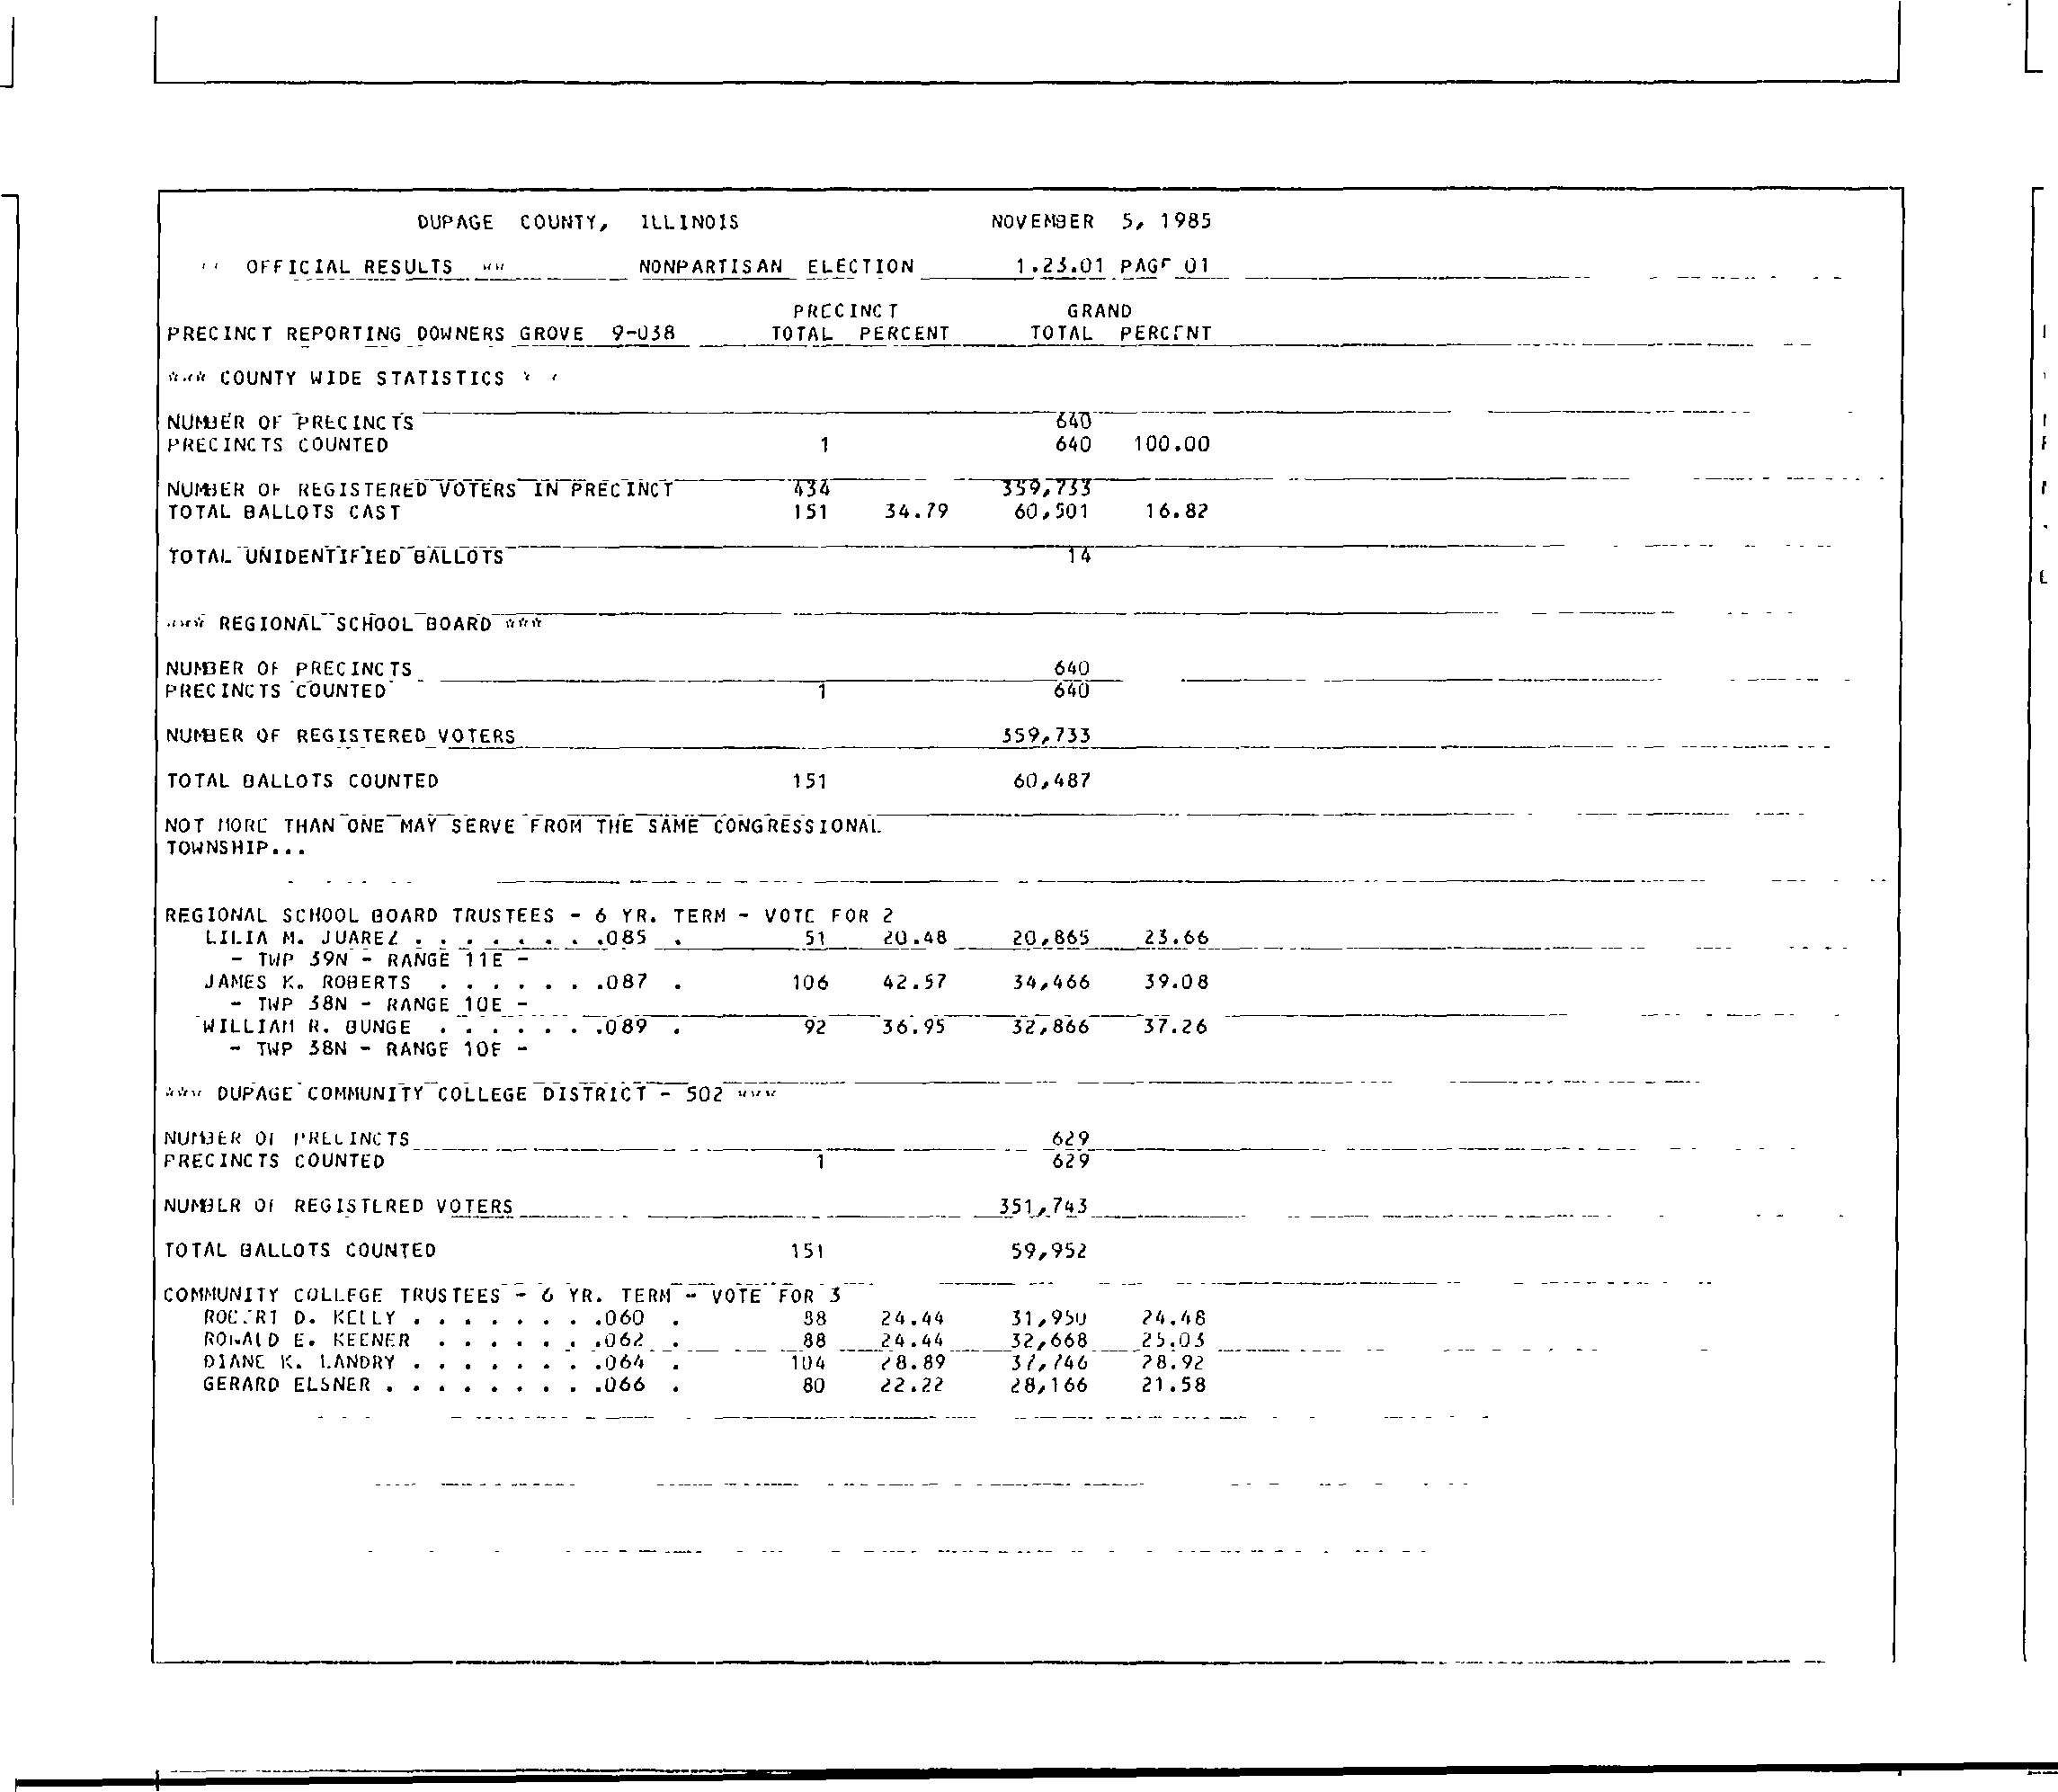 DUPAGE COUNTY, ILLINOIS NOVEMBER 5, 1985
OFFICIAL RESULTS ** NONPARTISAN ELECTION 1.23.01 PAGE 01
PRECINCT GRAND
PRECINCT REPORTING DOWNERS GROVE 9-038 TOTAL PERCENT TOTAL PERCENT
*** COUNTY WIDE STATISTICS * *
NUMBER OF PRECINCTS 640
PRECINCTS COUNTED 1 640 100.00
NUMBER OF REGISTERED VOTERS IN PRECINCT 434 359,733
TOTAL BALLOTS CAST 151 34.79 60,501 16.82
TOTAL UNIDENTIFIED BALLOTS 14
*** REGIONAL SCHOOL BOARD ***
NUMBER OF PRECINCTS 640
PRECINCTS COUNTED 1 640
NUMBER OF REGISTERED VOTERS 359,733
TOTAL BALLOTS COUNTED 151 60,487
NOT MORE THAN ONE MAY SERVE FROM THE SAME CONGRESSIONAL
TOWNSHIP...
REGIONAL SCHOOL BOARD TRUSTEES - 6 YR. TERM - VOTE FOR 2
LILIA M. JUAREZ . . . . . . . .085 . 51 20.48 20,865 23.66
- TWP 39N - RANGE 11E -
JAMES K. ROBERTS . . . . . . .087 . 106 42.57 34,466 39.08
- TWP 38N - RANGE 10E -
WILLIAM R. BUNGE . . . . . . .089 . 92 36.95 32,866 37.26
- TWP 38N - RANGE 10E -
*** DUPAGE COMMUNITY COLLEGE DISTRICT - 502 ***
NUMBER OF PRECINCTS 629
PRECINCTS COUNTED 1 629
NUMBER OF REGISTERED VOTERS 351,743
TOTAL BALLOTS COUNTED 151 59,952
COMMUNITY COLLEGE TRUSTEES - 6 YR. TERM - VOTE FOR 3
ROBERT D. KELLY . . . . . . . .060 . 88 24.44 31,950 24.48
RONALD E. KEENER . . . . . . .062 . 88 24.44 32,668 25.03
DIANE K. LANDRY . . . . . . . .064 . 104 28.89 37,746 28.92
GERARD ELSNER . . . . . . . . .066 . 80 22.22 28,166 21.58